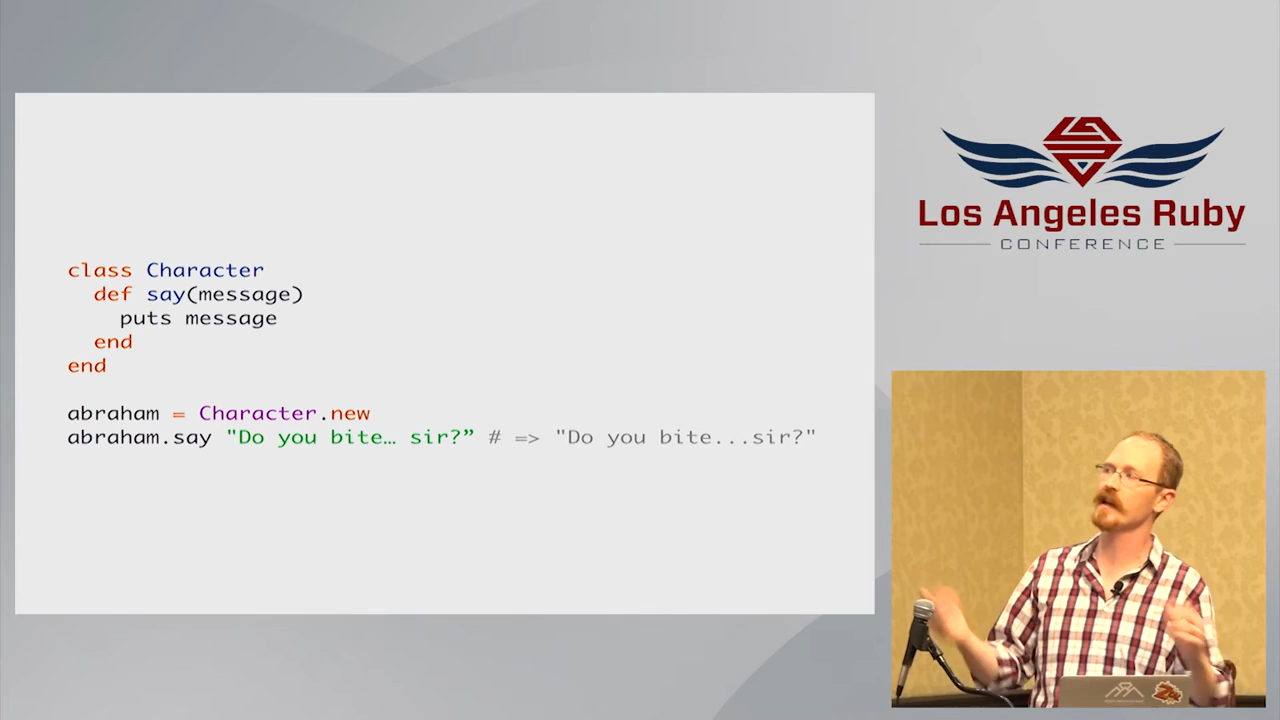 class Character
  def say(message)
    puts message
  end
end
abraham = Character.new
abraham.say "Do you bite… sir?” # => "Do you bite...sir?"
Los Angeles Ruby
CONFERENCE